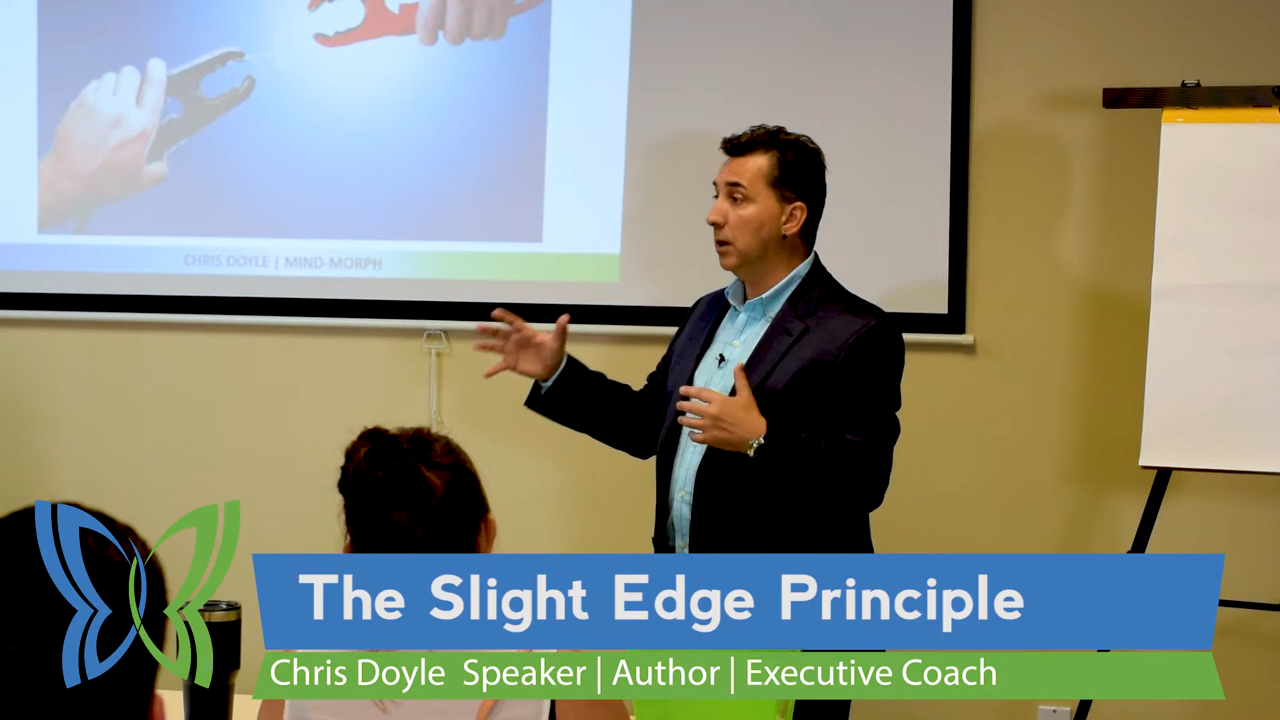 CHRIS DOYLE | MIND-MORPH
The Slight Edge Principle
Chris Doyle Speaker | Author | Executive Coach